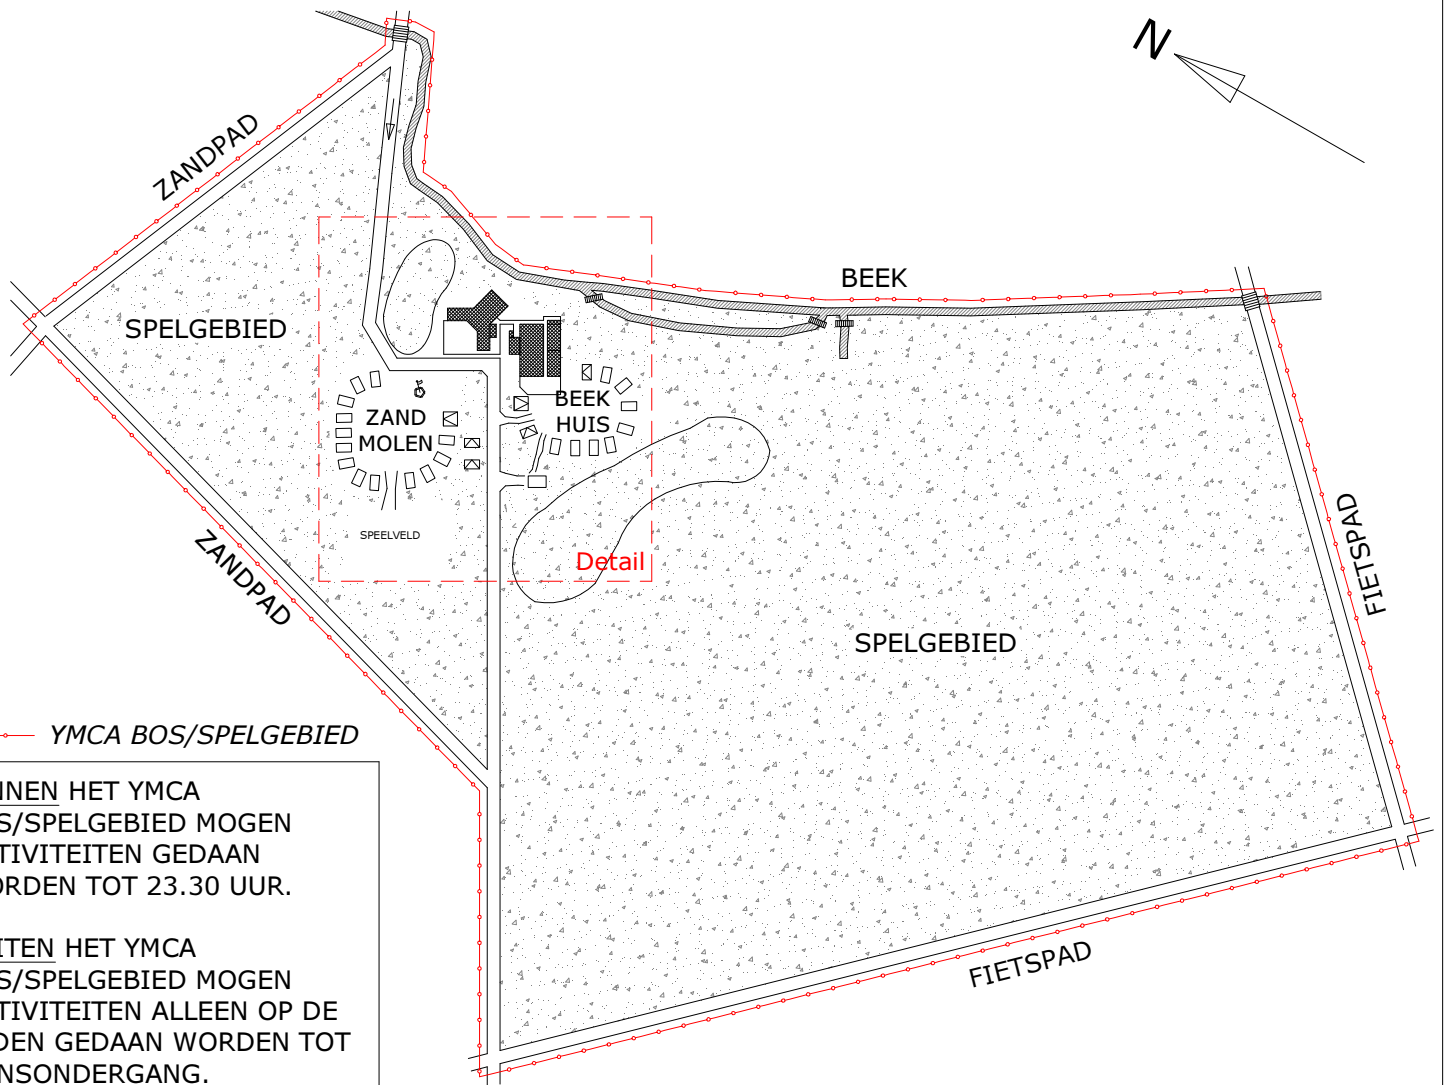 N
ZANDPAD
BEEK
SPELGEBIED
BEEK
HUIS
ZAND
MOLEN
SPEELVELD
Detail
FIETSPAD
ZANDPAD
SPELGEBIED
YMCA BOS/SPELGEBIED
NNEN HET YMCA
S/SPELGEBIED MOGEN
TIVITEITEN GEDAAN
ORDEN TOT 23.30 UUR.
ITEN HET YMCA
S/SPELGEBIED MOGEN
TIVITEITEN ALLEEN OP DE
DEN GEDAAN WORDEN TOT
NSONDERGANG.
FIETSPAD